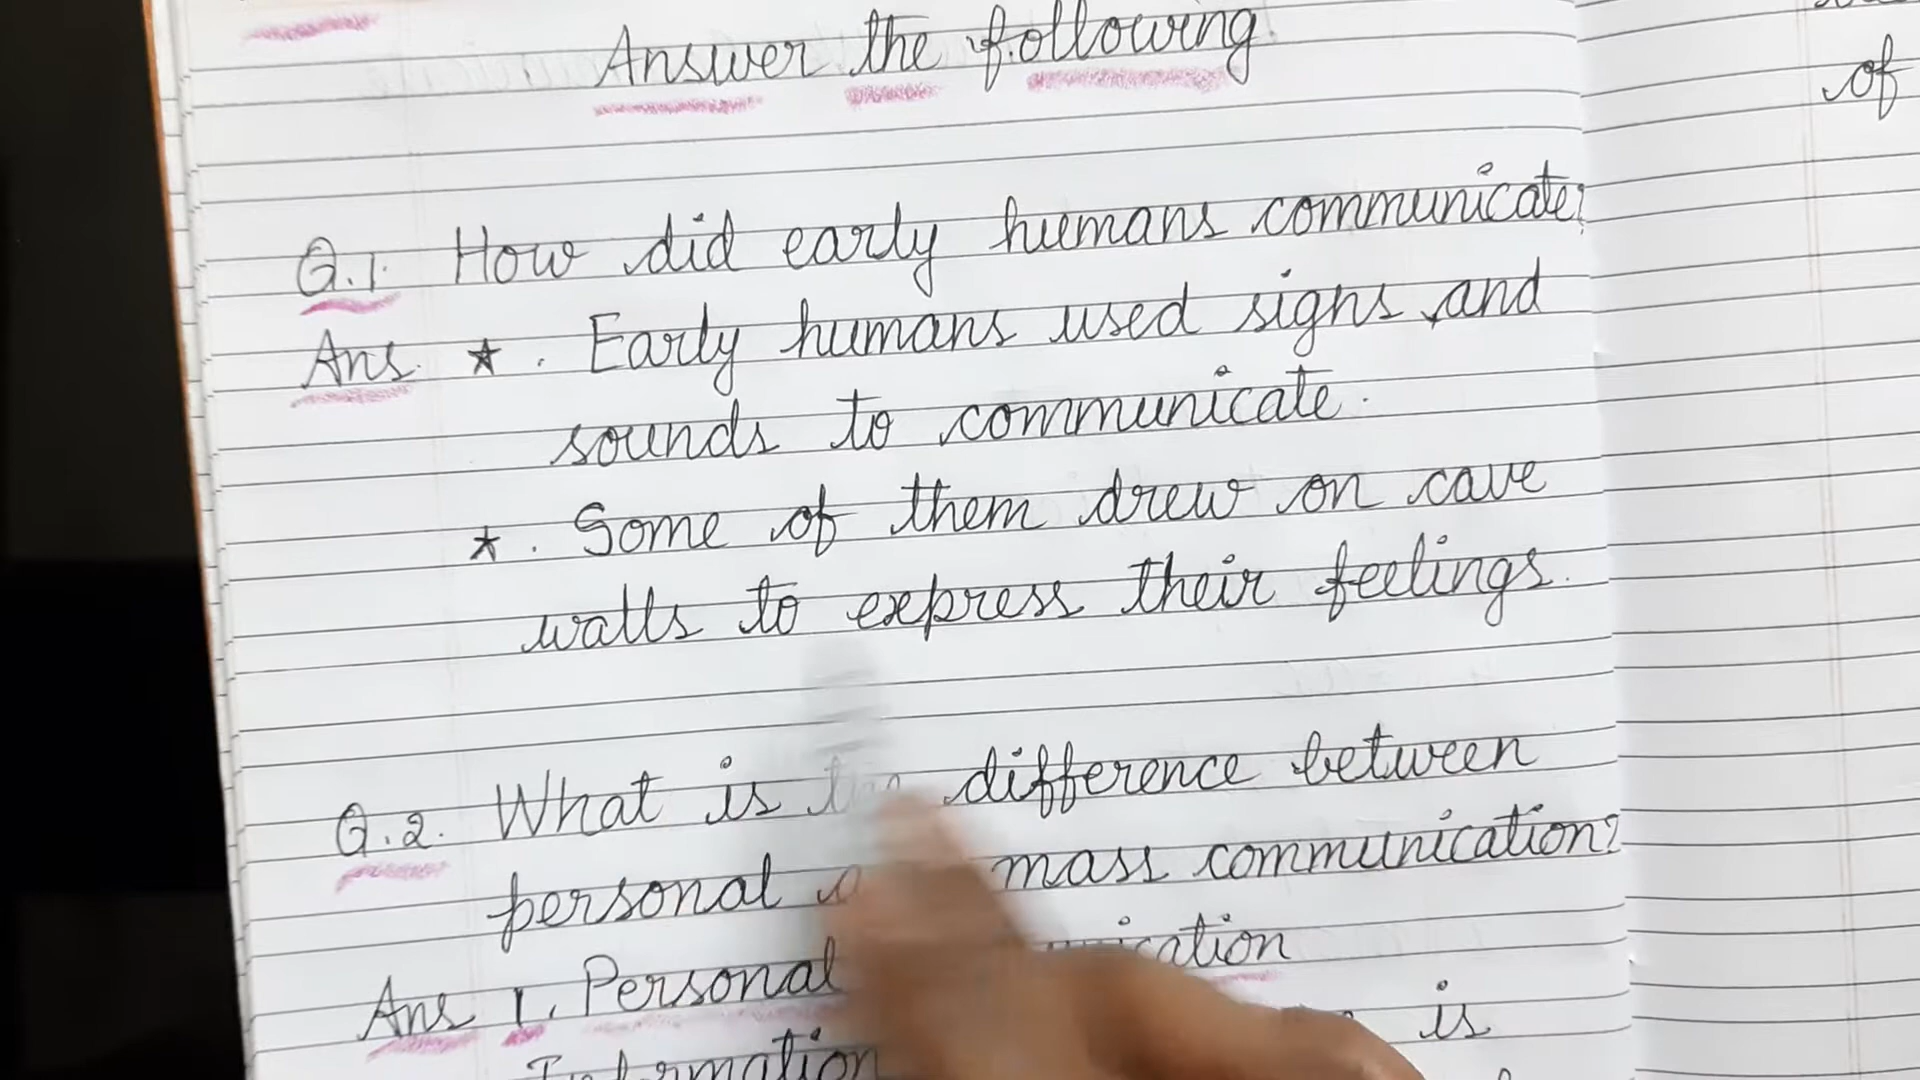 Answer the following
of
Q.1. How did early humans communicate?
Ans. ★. Early humans used signs and
sounds to communicate.
★. Some of them drew on cave
walls to express their feelings.
Q.2. What is the difference between
personal mass communication?
Ans 1. Personal
is
Information